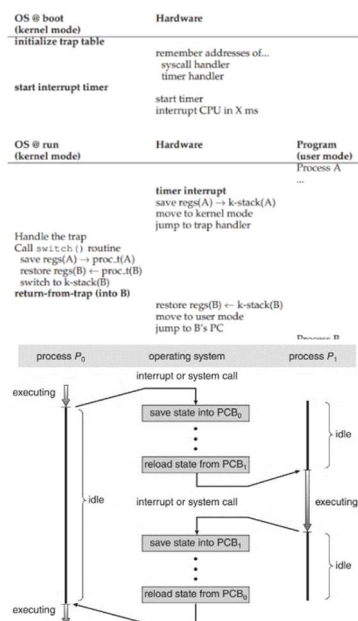 OS @ boot Hardware
(kernel mode)
initialize trap table
remember addresses of...
syscall handler
timer handler
start interrupt timer
start timer
interrupt CPU in X ms
OS @ run Hardware Program
(kernel mode) (user mode)
Process A
...
timer interrupt
save regs(A) → k-stack(A)
move to kernel mode
jump to trap handler
Handle the trap
Call switch() routine
save regs(A) → proc_t(A)
restore regs(B) ← proc_t(B)
switch to k-stack(B)
return-from-trap (into B)
restore regs(B) ← k-stack(B)
move to user mode
jump to B's PC
Process B
process P₀ operating system process P₁
interrupt or system call
executing
save state into PCB₀
idle
reload state from PCB₁
idle interrupt or system call executing
save state into PCB₁
idle
reload state from PCB₀
executing